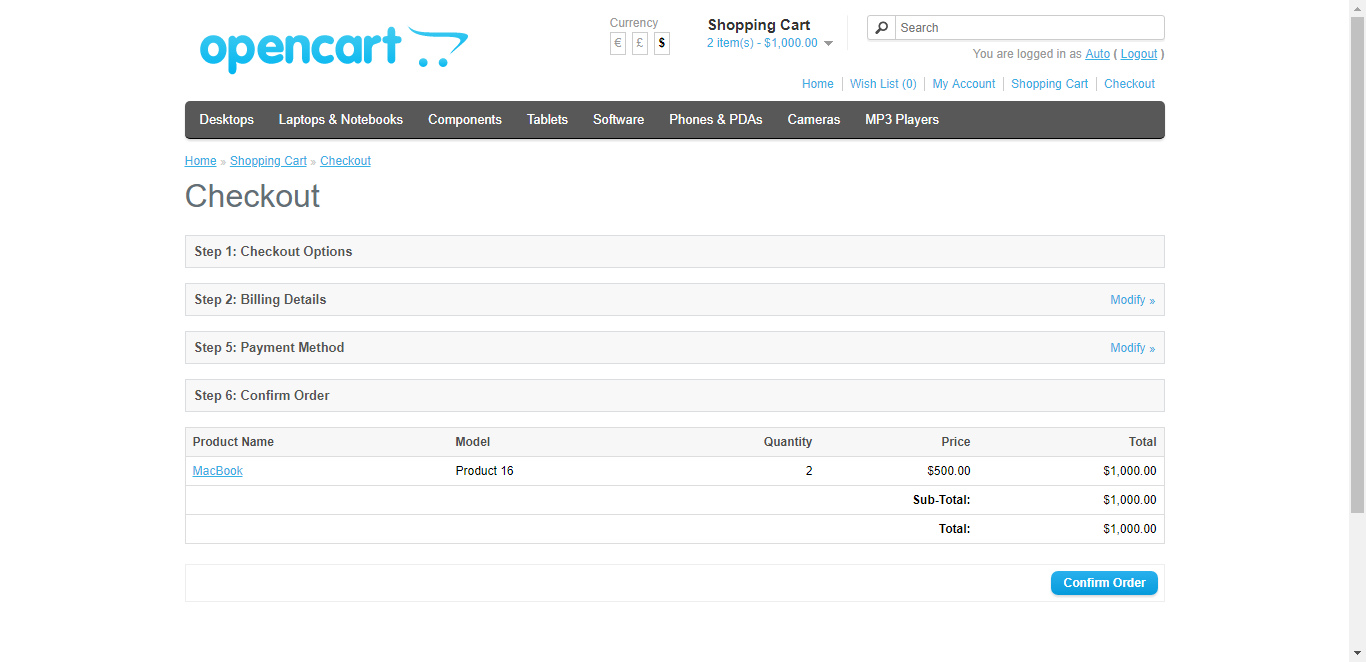 opencart
Currency
€ £ $
Shopping Cart
2 item(s) - $1,000.00
Search
You are logged in as Auto ( Logout )
Home Wish List (0) My Account Shopping Cart Checkout
Desktops Laptops & Notebooks Components Tablets Software Phones & PDAs Cameras MP3 Players
Home » Shopping Cart » Checkout
Checkout
Step 1: Checkout Options
Step 2: Billing Details Modify »
Step 5: Payment Method Modify »
Step 6: Confirm Order
Product Name Model Quantity Price Total
MacBook Product 16 2 $500.00 $1,000.00
Sub-Total: $1,000.00
Total: $1,000.00
Confirm Order